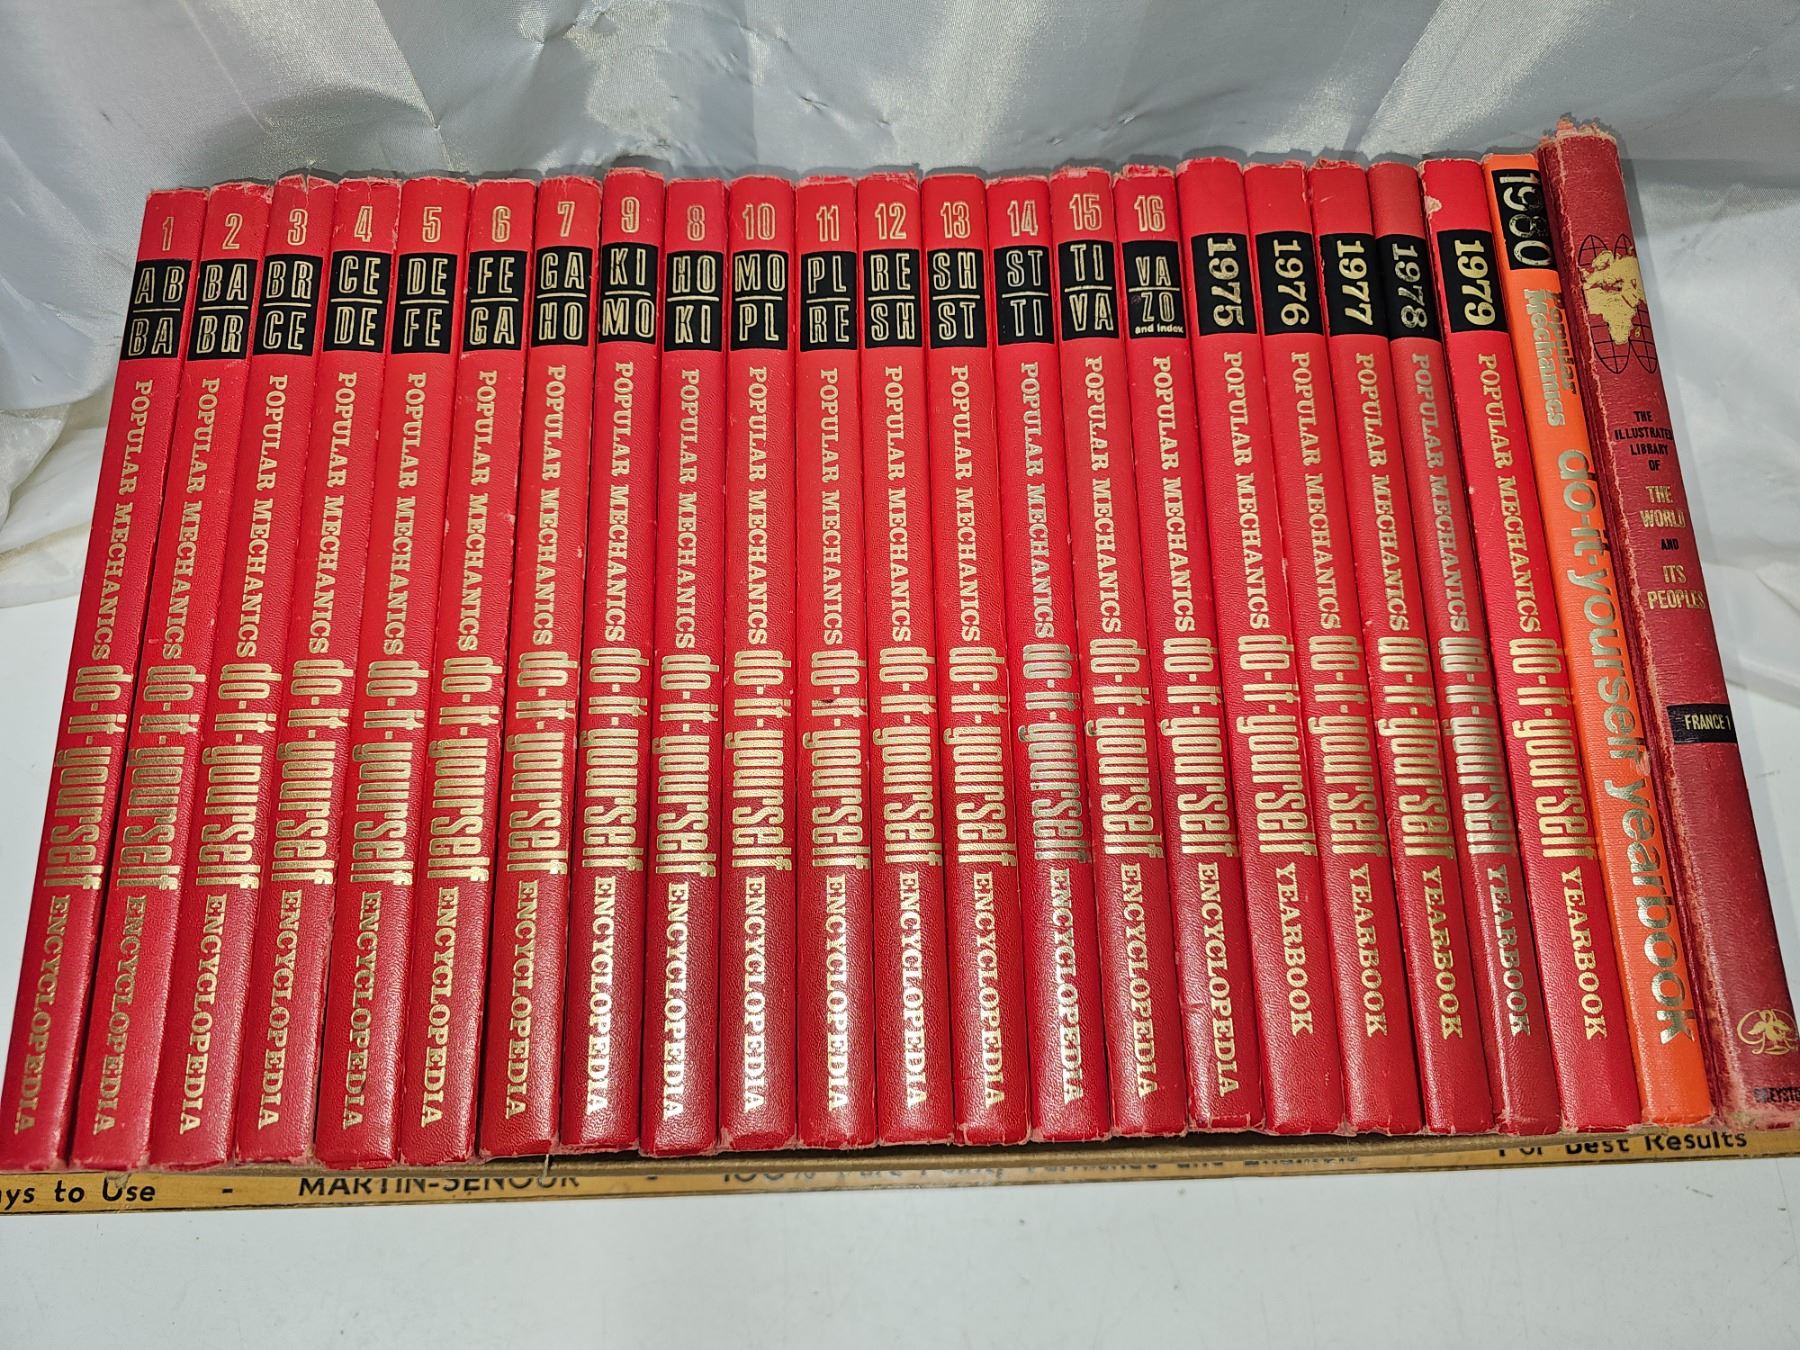 1
AB
BA
POPULAR MECHANICS do-it-yourself ENCYCLOPEDIA
2
BA
BR
POPULAR MECHANICS do-it-yourself ENCYCLOPEDIA
3
BR
CE
POPULAR MECHANICS do-it-yourself ENCYCLOPEDIA
4
CE
DE
POPULAR MECHANICS do-it-yourself ENCYCLOPEDIA
5
DE
FE
POPULAR MECHANICS do-it-yourself ENCYCLOPEDIA
6
FE
GA
POPULAR MECHANICS do-it-yourself ENCYCLOPEDIA
7
GA
HO
POPULAR MECHANICS do-it-yourself ENCYCLOPEDIA
9
KI
MO
POPULAR MECHANICS do-it-yourself ENCYCLOPEDIA
8
HO
KI
POPULAR MECHANICS do-it-yourself ENCYCLOPEDIA
10
MO
PL
POPULAR MECHANICS do-it-yourself ENCYCLOPEDIA
11
PL
RE
POPULAR MECHANICS do-it-yourself ENCYCLOPEDIA
12
RE
SH
POPULAR MECHANICS do-it-yourself ENCYCLOPEDIA
13
SH
ST
POPULAR MECHANICS do-it-yourself ENCYCLOPEDIA
14
ST
TI
POPULAR MECHANICS do-it-yourself ENCYCLOPEDIA
15
TI
VA
POPULAR MECHANICS do-it-yourself ENCYCLOPEDIA
16
VA
ZO
and Index
POPULAR MECHANICS do-it-yourself ENCYCLOPEDIA
1975
POPULAR MECHANICS do-it-yourself YEARBOOK
1976
POPULAR MECHANICS do-it-yourself YEARBOOK
1977
POPULAR MECHANICS do-it-yourself YEARBOOK
1978
POPULAR MECHANICS do-it-yourself YEARBOOK
1979
POPULAR MECHANICS do-it-yourself YEARBOOK
1980
Popular
Mechanics do-it-yourself yearbook
THE
ILLUSTRATED
LIBRARY
OF
THE
WORLD
AND
ITS
PEOPLES
FRANCE 1
GREYSTO
ays to Use - MARTIN-SENOUR - 100% For Best Results